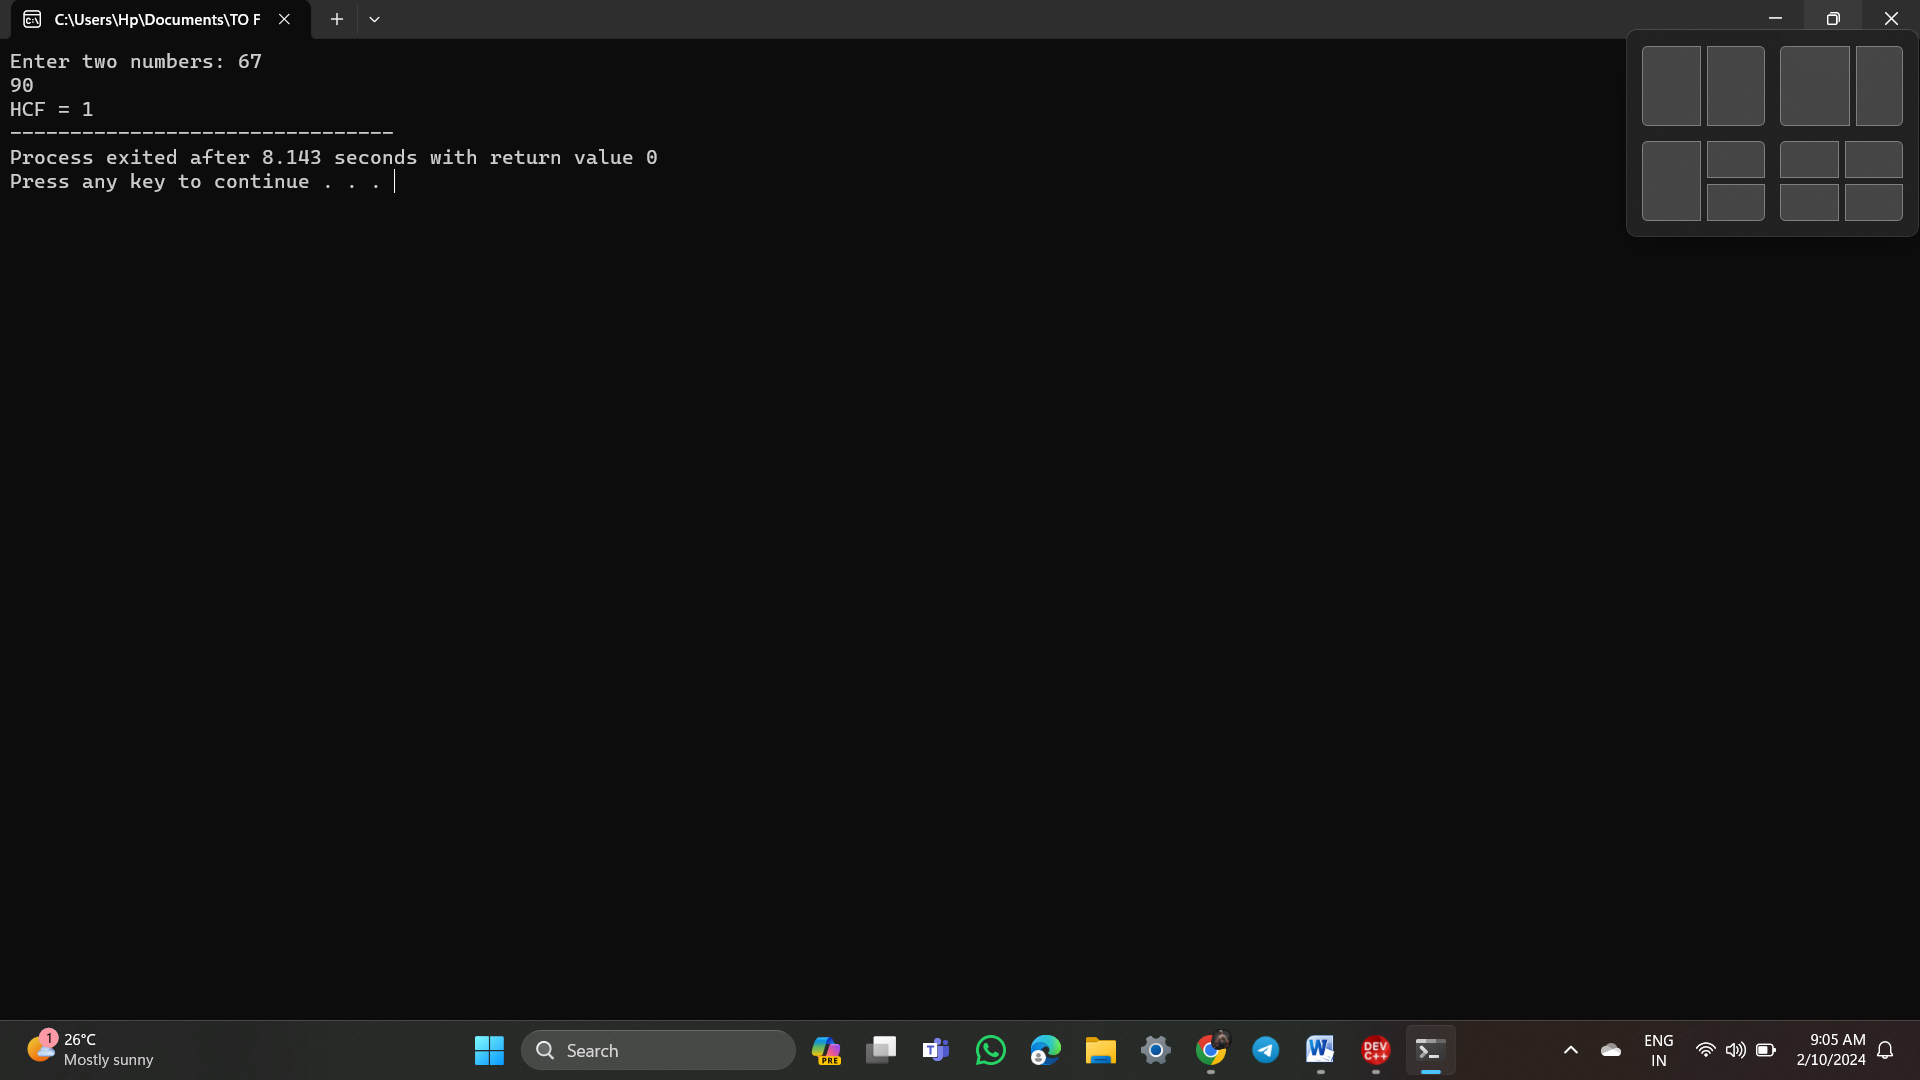 C:\Users\Hp\Documents\TO F
Enter two numbers: 67
90
HCF = 1
--------------------------------
Process exited after 8.143 seconds with return value 0
Press any key to continue . . .
1
26°C
Mostly sunny
Search
PRE
T
W
DEV
C++
ENG
IN
9:05 AM
2/10/2024